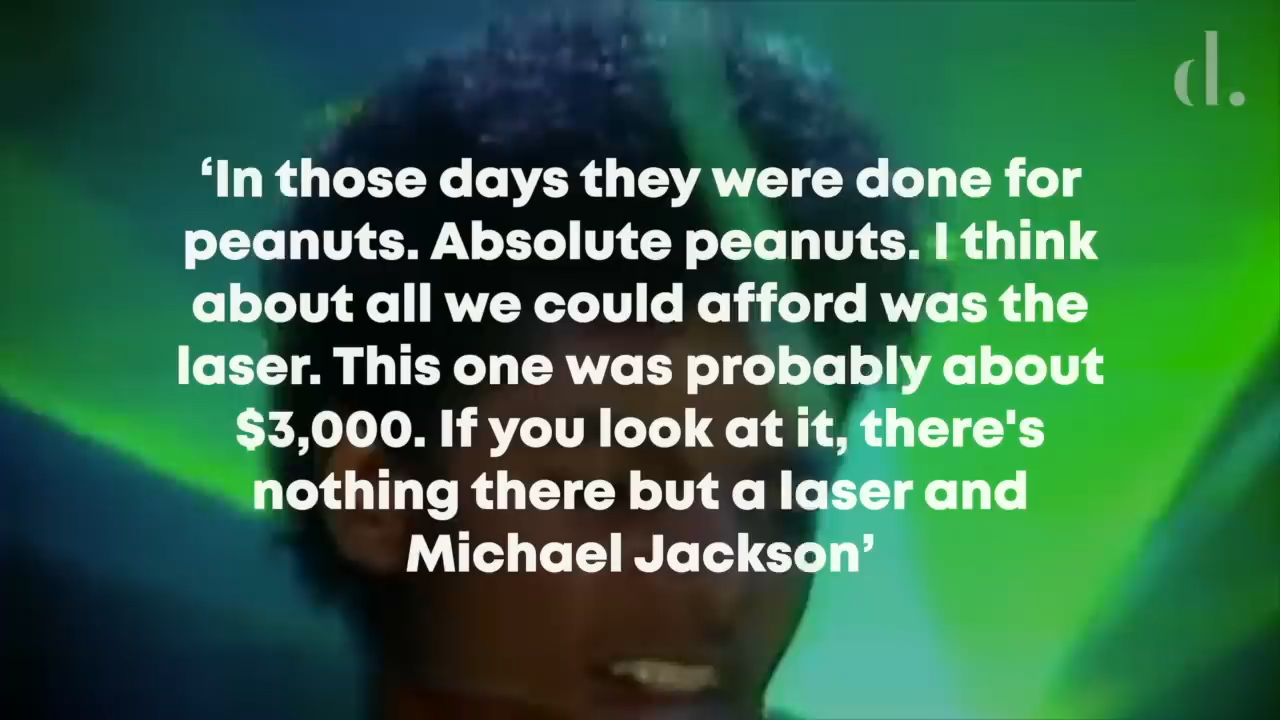 d.
‘In those days they were done for
peanuts. Absolute peanuts. I think
about all we could afford was the
laser. This one was probably about
$3,000. If you look at it, there's
nothing there but a laser and
Michael Jackson’